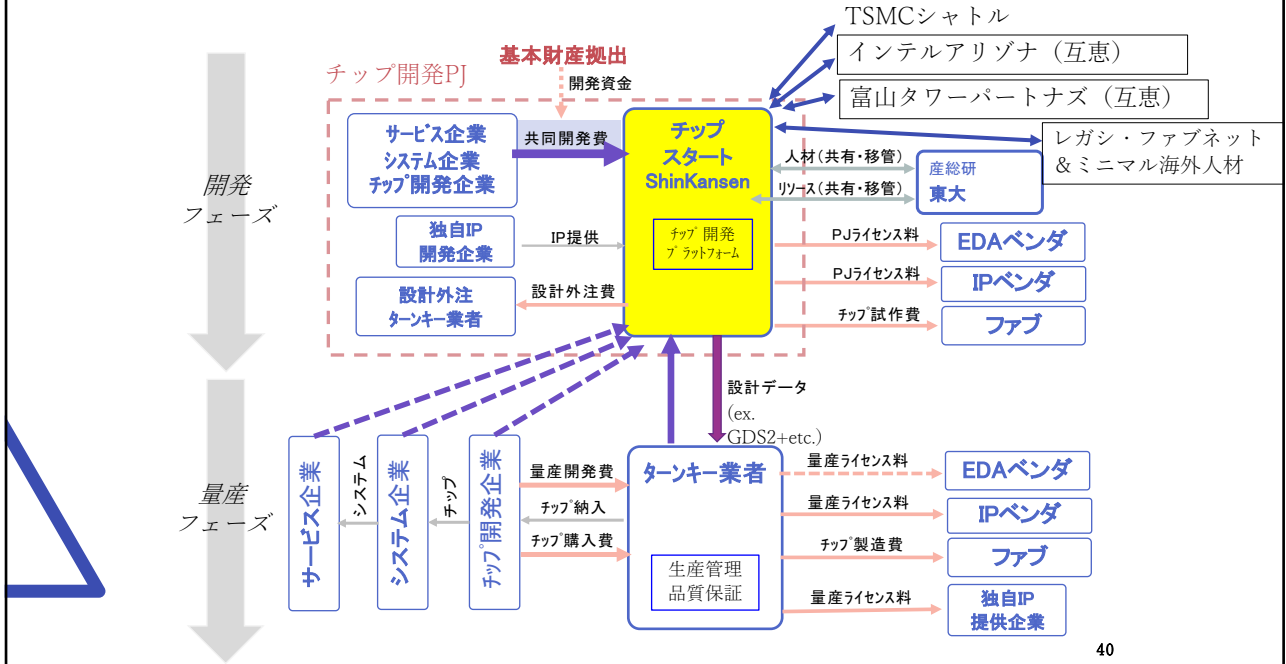 TSMCシャトル
インテルアリゾナ（互恵）
富山タワーパートナズ（互恵）
レガシ・ファブネット
＆ミニマル海外人材
基本財産拠出
チップ開発PJ
開発資金
開発
フェーズ
サービス企業
システム企業
チップ開発企業
共同開発費
チップ
スタート
ShinKansen
チップ開発
プラットフォーム
人材(共有・移管)
リソース(共有・移管)
産総研
東大
独自IP
開発企業
IP提供
PJライセンス料
EDAベンダ
PJライセンス料
IPベンダ
設計外注
ターンキー業者
設計外注費
チップ試作費
ファブ
設計データ
(ex.
GDS2+etc.)
量産
フェーズ
サービス企業
システム
システム企業
チップ
チップ開発企業
量産開発費
チップ納入
チップ購入費
ターンキー業者
生産管理
品質保証
量産ライセンス料
EDAベンダ
量産ライセンス料
IPベンダ
チップ製造費
ファブ
量産ライセンス料
独自IP
提供企業
40